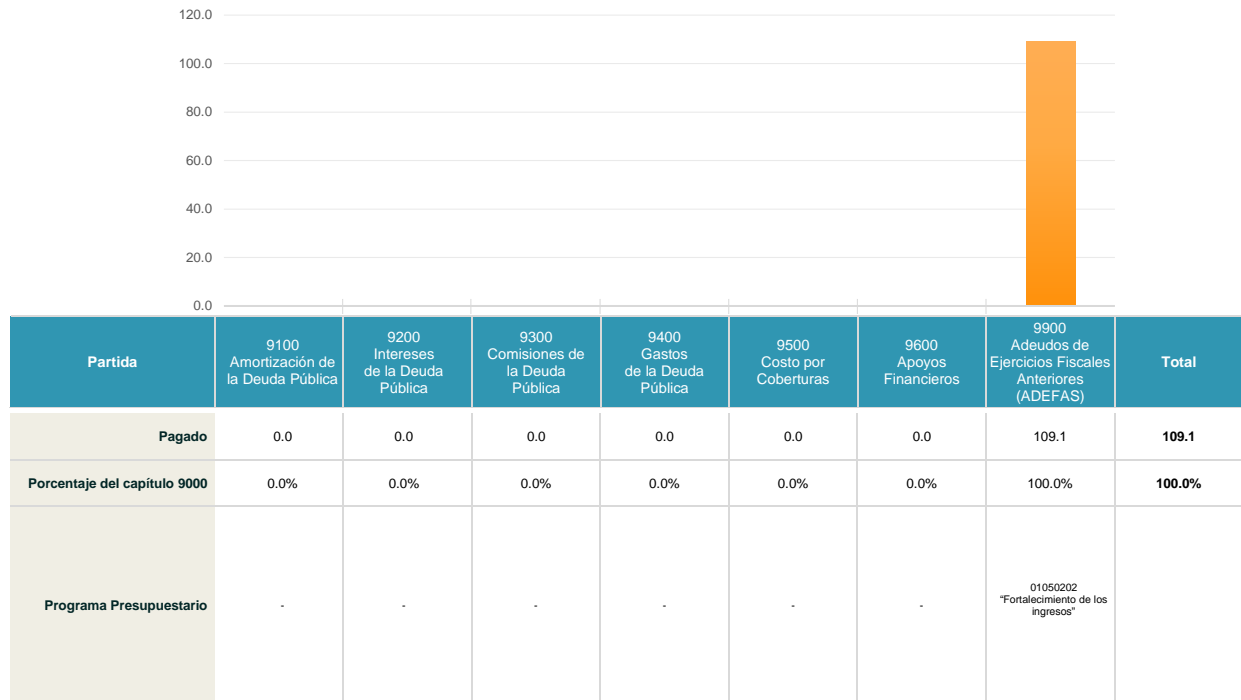 120.0
100.0
80.0
60.0
40.0
20.0
0.0
Partida
9100
Amortización de
la Deuda Pública
9200
Intereses
de la Deuda
Pública
9300
Comisiones de
la Deuda
Pública
9400
Gastos
de la Deuda
Pública
9500
Costo por
Coberturas
9600
Apoyos
Financieros
9900
Adeudos de
Ejercicios Fiscales
Anteriores
(ADEFAS)
Total
Pagado 0.0 0.0 0.0 0.0 0.0 0.0 109.1 109.1
Porcentaje del capítulo 9000 0.0% 0.0% 0.0% 0.0% 0.0% 0.0% 100.0% 100.0%
Programa Presupuestario - - - - - -
01050202
"Fortalecimiento de los
ingresos"